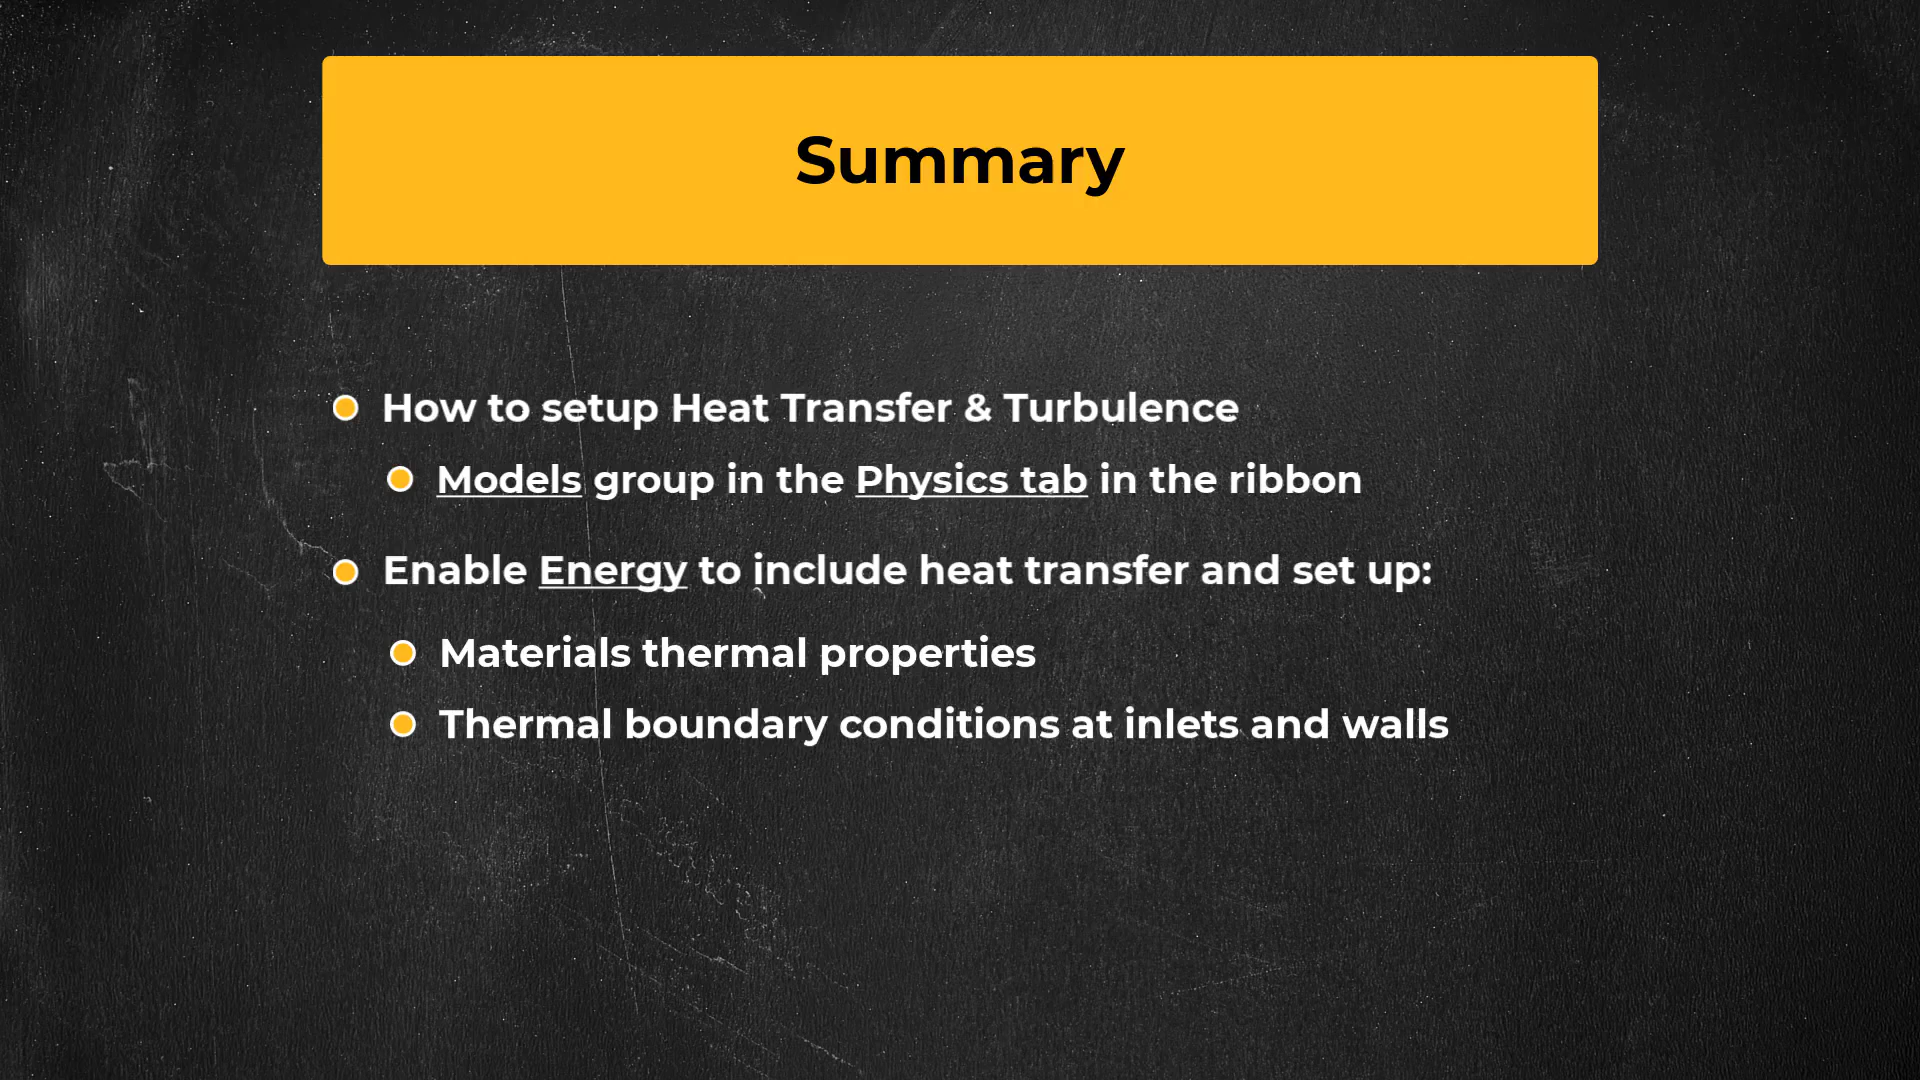 Summary
How to setup Heat Transfer & Turbulence
Models group in the Physics tab in the ribbon
Enable Energy to include heat transfer and set up:
Materials thermal properties
Thermal boundary conditions at inlets and walls